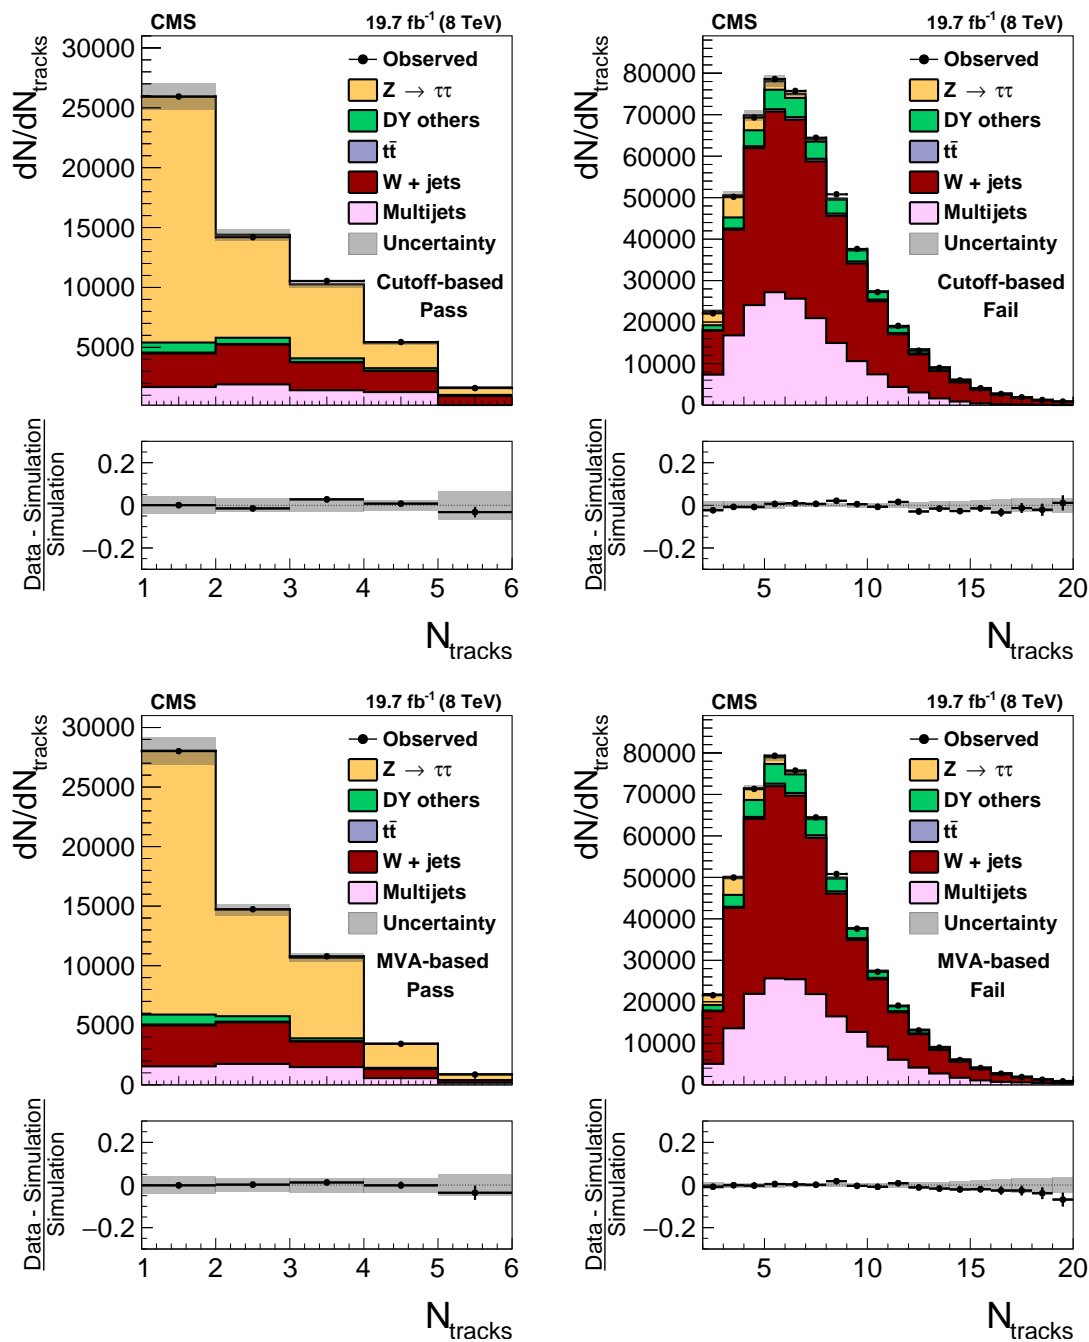 CMS 19.7 fb⁻¹ (8 TeV)
dN/dN_tracks
30000
25000
20000
15000
10000
5000
Observed
Z → ττ
DY others
tt̄
W + jets
Multijets
Uncertainty
Cutoff-based
Pass
Data - Simulation
Simulation
0.2
0
−0.2
1 2 3 4 5 6
N_tracks
CMS 19.7 fb⁻¹ (8 TeV)
dN/dN_tracks
80000
70000
60000
50000
40000
30000
20000
10000
0
Observed
Z → ττ
DY others
tt̄
W + jets
Multijets
Uncertainty
Cutoff-based
Fail
Data - Simulation
Simulation
0.2
0
−0.2
5 10 15 20
N_tracks
CMS 19.7 fb⁻¹ (8 TeV)
dN/dN_tracks
30000
25000
20000
15000
10000
5000
0
Observed
Z → ττ
DY others
tt̄
W + jets
Multijets
Uncertainty
MVA-based
Pass
Data - Simulation
Simulation
0.2
0
−0.2
1 2 3 4 5 6
N_tracks
CMS 19.7 fb⁻¹ (8 TeV)
dN/dN_tracks
80000
70000
60000
50000
40000
30000
20000
10000
0
Observed
Z → ττ
DY others
tt̄
W + jets
Multijets
Uncertainty
MVA-based
Fail
Data - Simulation
Simulation
0.2
0
−0.2
5 10 15 20
N_tracks